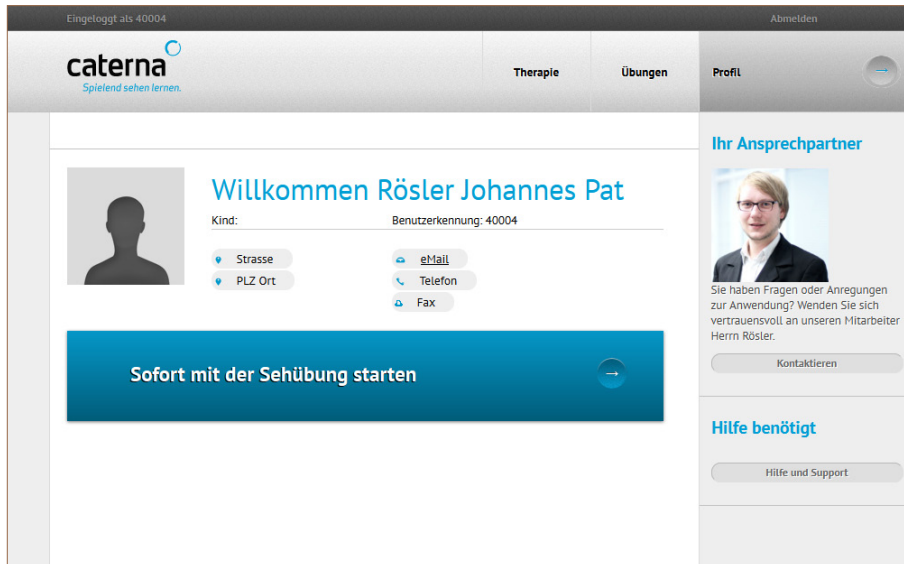 Eingeloggt als 40004
Abmelden
caterna
Spielend sehen lernen.
Therapie
Übungen
Profil
→
Willkommen Rösler Johannes Pat
Kind:
Benutzerkennung: 40004
Strasse
PLZ Ort
eMail
Telefon
Fax
Sofort mit der Sehübung starten
→
Ihr Ansprechpartner
Sie haben Fragen oder Anregungen
zur Anwendung? Wenden Sie sich
vertrauensvoll an unseren Mitarbeiter
Herrn Rösler.
Kontaktieren
Hilfe benötigt
Hilfe und Support